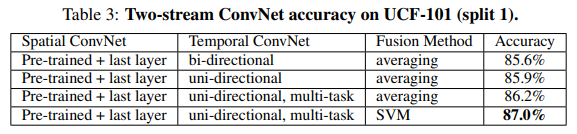 Table 3: Two-stream ConvNet accuracy on UCF-101 (split 1).
Spatial ConvNet Temporal ConvNet Fusion Method Accuracy
Pre-trained + last layer bi-directional averaging 85.6%
Pre-trained + last layer uni-directional averaging 85.9%
Pre-trained + last layer uni-directional, multi-task averaging 86.2%
Pre-trained + last layer uni-directional, multi-task SVM 87.0%